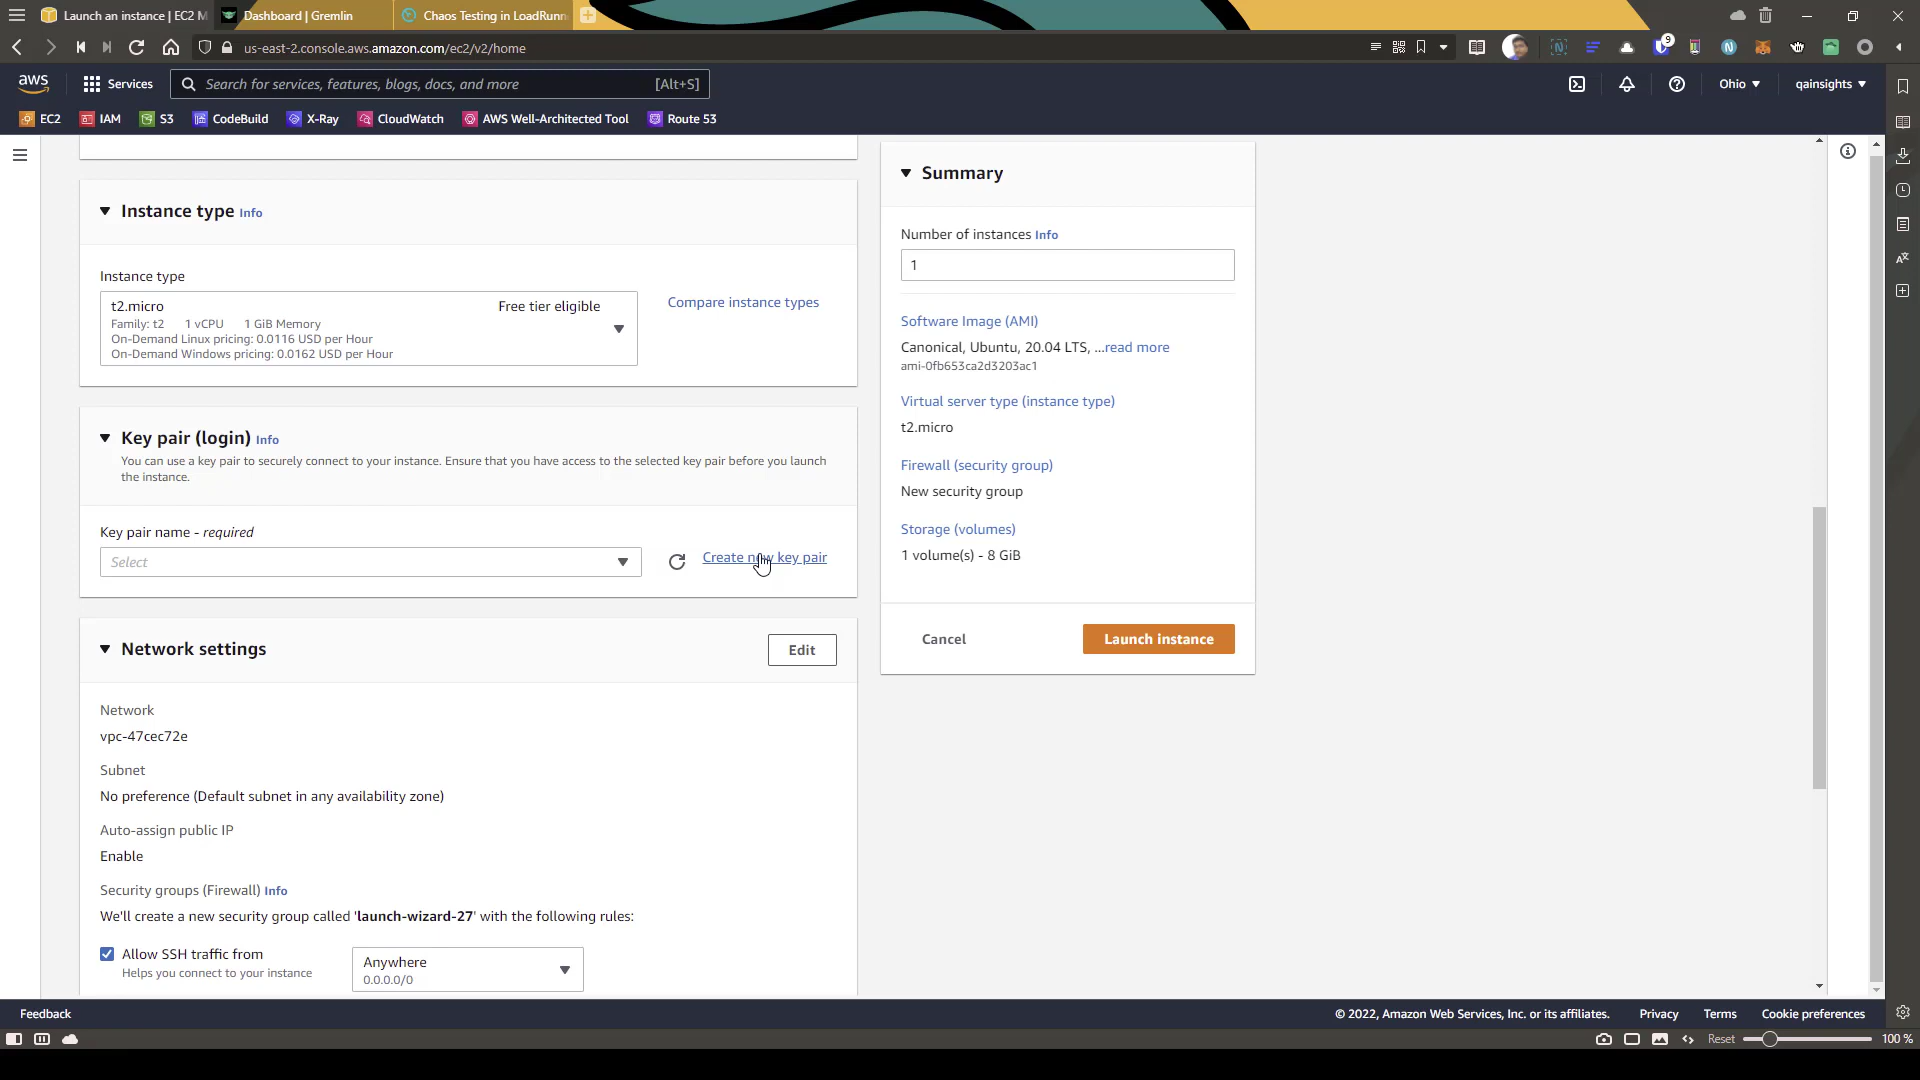 Launch an instance | EC2 M
Dashboard | Gremlin
Chaos Testing in LoadRunn
us-east-2.console.aws.amazon.com/ec2/v2/home
9
aws
Services
Search for services, features, blogs, docs, and more
[Alt+S]
Ohio
qainsights
EC2
IAM
S3
CodeBuild
X-Ray
CloudWatch
AWS Well-Architected Tool
Route 53
Instance type Info
Instance type
t2.micro
Free tier eligible
Family: t2 1 vCPU 1 GiB Memory
On-Demand Linux pricing: 0.0116 USD per Hour
On-Demand Windows pricing: 0.0162 USD per Hour
Compare instance types
Key pair (login) Info
You can use a key pair to securely connect to your instance. Ensure that you have access to the selected key pair before you launch
the instance.
Key pair name - required
Select
Create new key pair
Network settings
Edit
Network
vpc-47cec72e
Subnet
No preference (Default subnet in any availability zone)
Auto-assign public IP
Enable
Security groups (Firewall) Info
We'll create a new security group called 'launch-wizard-27' with the following rules:
Allow SSH traffic from
Helps you connect to your instance
Anywhere
0.0.0.0/0
Summary
Number of instances Info
1
Software Image (AMI)
Canonical, Ubuntu, 20.04 LTS, ...read more
ami-0fb653ca2d3203ac1
Virtual server type (instance type)
t2.micro
Firewall (security group)
New security group
Storage (volumes)
1 volume(s) - 8 GiB
Cancel
Launch instance
Feedback
© 2022, Amazon Web Services, Inc. or its affiliates.
Privacy
Terms
Cookie preferences
Reset
100 %